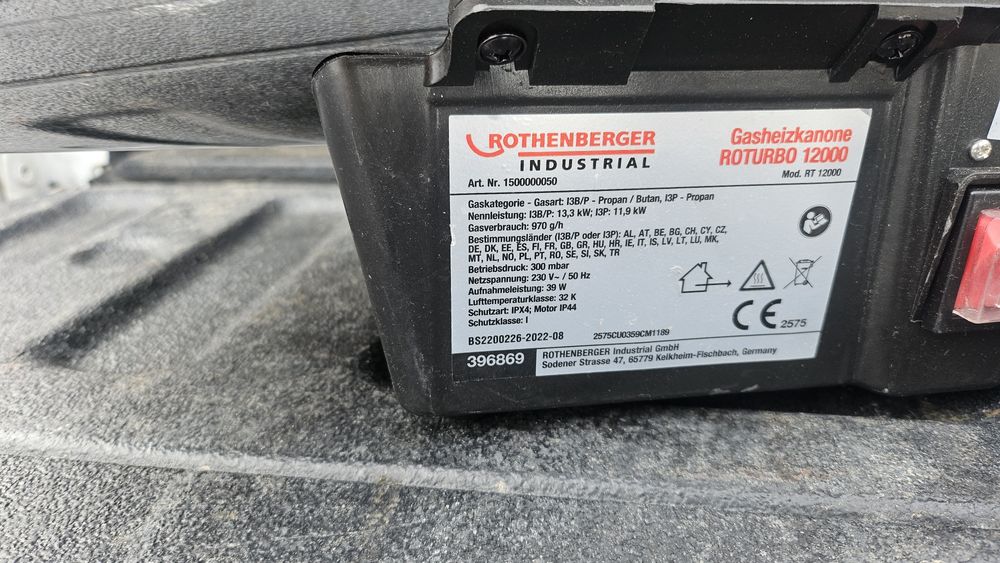 ROTHENBERGER
INDUSTRIAL
Gasheizkanone
ROTURBO 12000
Mod. RT 12000
Art. Nr. 1500000050
Gaskategorie - Gasart: I3B/P - Propan / Butan, I3P - Propan
Nennleistung: I3B/P: 13,3 kW; I3P: 11,9 kW
Gasverbrauch: 970 g/h
Bestimmungsländer (I3B/P oder I3P): AL, AT, BE, BG, CH, CY, CZ,
DE, DK, EE, ES, FI, FR, GB, GR, HU, HR, IE, IT, IS, LV, LT, LU, MK,
MT, NL, NO, PL, PT, RO, SE, SI, SK, TR
Betriebsdruck: 300 mbar
Netzspannung: 230 V~ / 50 Hz
Aufnahmeleistung: 39 W
Lufttemperaturklasse: 32 K
Schutzart: IPX4; Motor IP44
Schutzklasse: I
CE 2575
BS2200226-2022-08
2575CU0359CM1189
396869
ROTHENBERGER Industrial GmbH
Sodener Strasse 47, 65779 Kelkheim-Fischbach, Germany